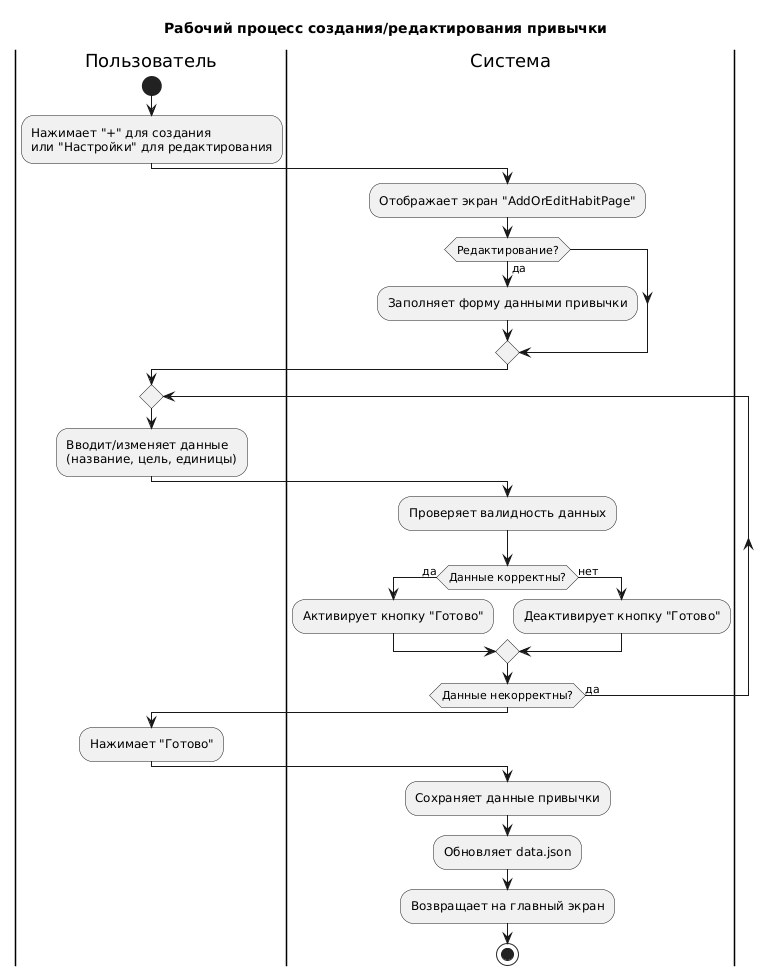 Рабочий процесс создания/редактирования привычки
Пользователь
Система
Нажимает "+" для создания
или "Настройки" для редактирования
Отображает экран "AddOrEditHabitPage"
Редактирование?
да
Заполняет форму данными привычки
Вводит/изменяет данные
(название, цель, единицы)
Проверяет валидность данных
да
Данные корректны?
нет
Активирует кнопку "Готово"
Деактивирует кнопку "Готово"
Данные некорректны?
да
Нажимает "Готово"
Сохраняет данные привычки
Обновляет data.json
Возвращает на главный экран